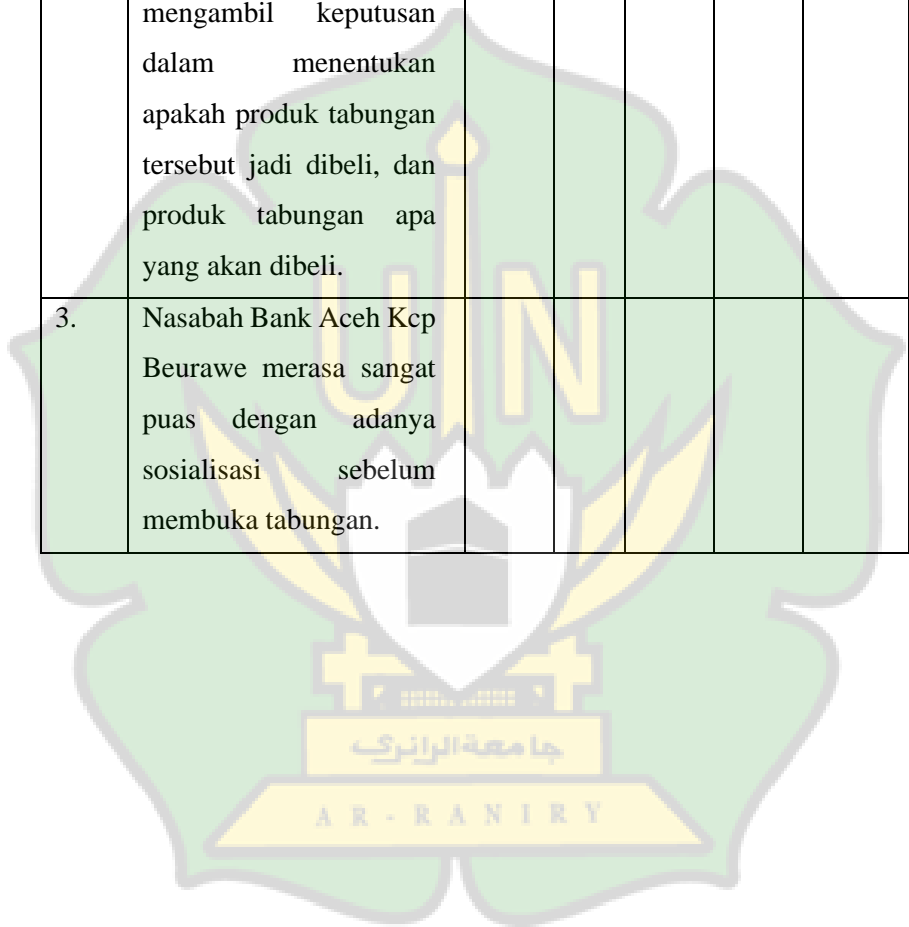 mengambil keputusan
dalam menentukan
apakah produk tabungan
tersebut jadi dibeli, dan
produk tabungan apa
yang akan dibeli.
3. Nasabah Bank Aceh Kcp
Beurawe merasa sangat
puas dengan adanya
sosialisasi sebelum
membuka tabungan.
UIN
جامعة الرانري
AR-RANIRY